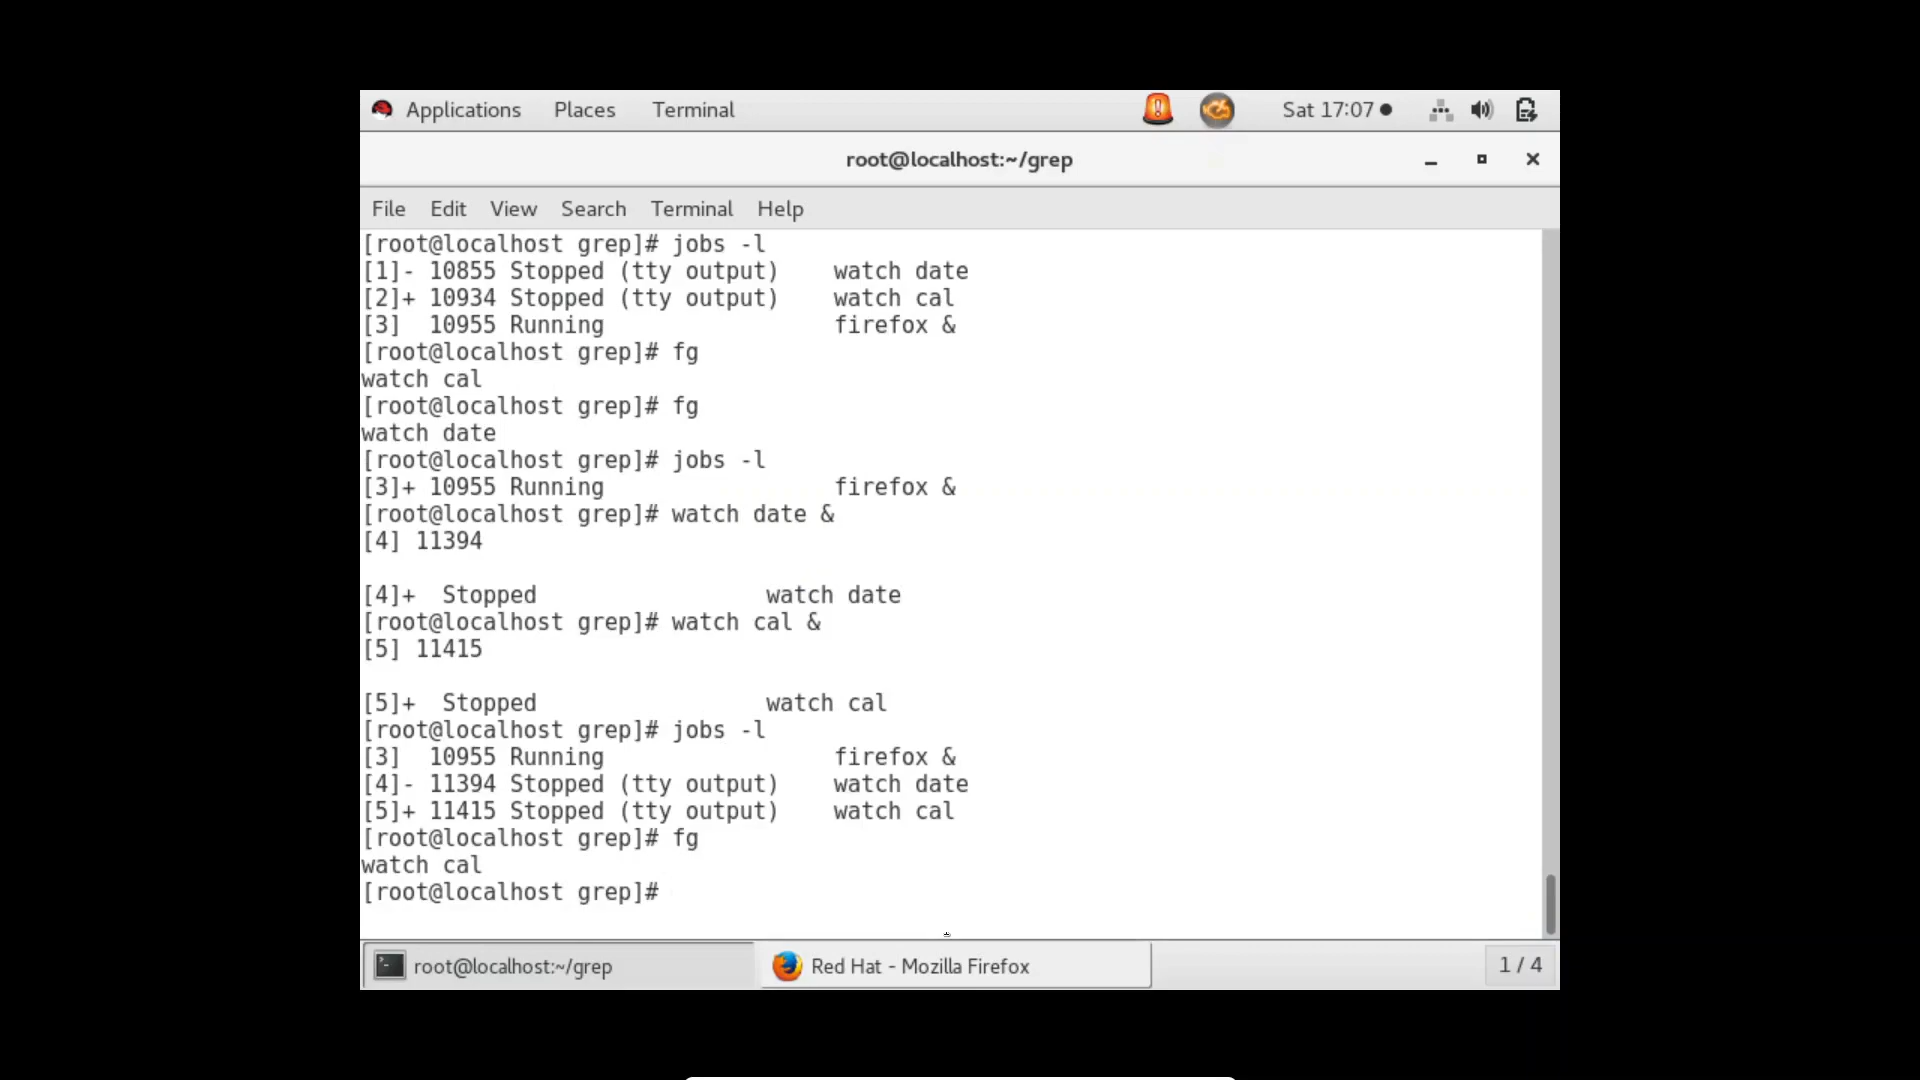 Applications Places Terminal Sat 17:07
root@localhost:~/grep
File Edit View Search Terminal Help
[root@localhost grep]# jobs -l
[1]- 10855 Stopped (tty output)    watch date
[2]+ 10934 Stopped (tty output)    watch cal
[3]  10955 Running                 firefox &
[root@localhost grep]# fg
watch cal
[root@localhost grep]# fg
watch date
[root@localhost grep]# jobs -l
[3]+ 10955 Running                 firefox &
[root@localhost grep]# watch date &
[4] 11394
[4]+  Stopped                 watch date
[root@localhost grep]# watch cal &
[5] 11415
[5]+  Stopped                 watch cal
[root@localhost grep]# jobs -l
[3]  10955 Running                 firefox &
[4]- 11394 Stopped (tty output)    watch date
[5]+ 11415 Stopped (tty output)    watch cal
[root@localhost grep]# fg
watch cal
[root@localhost grep]#
root@localhost:~/grep Red Hat - Mozilla Firefox 1 / 4